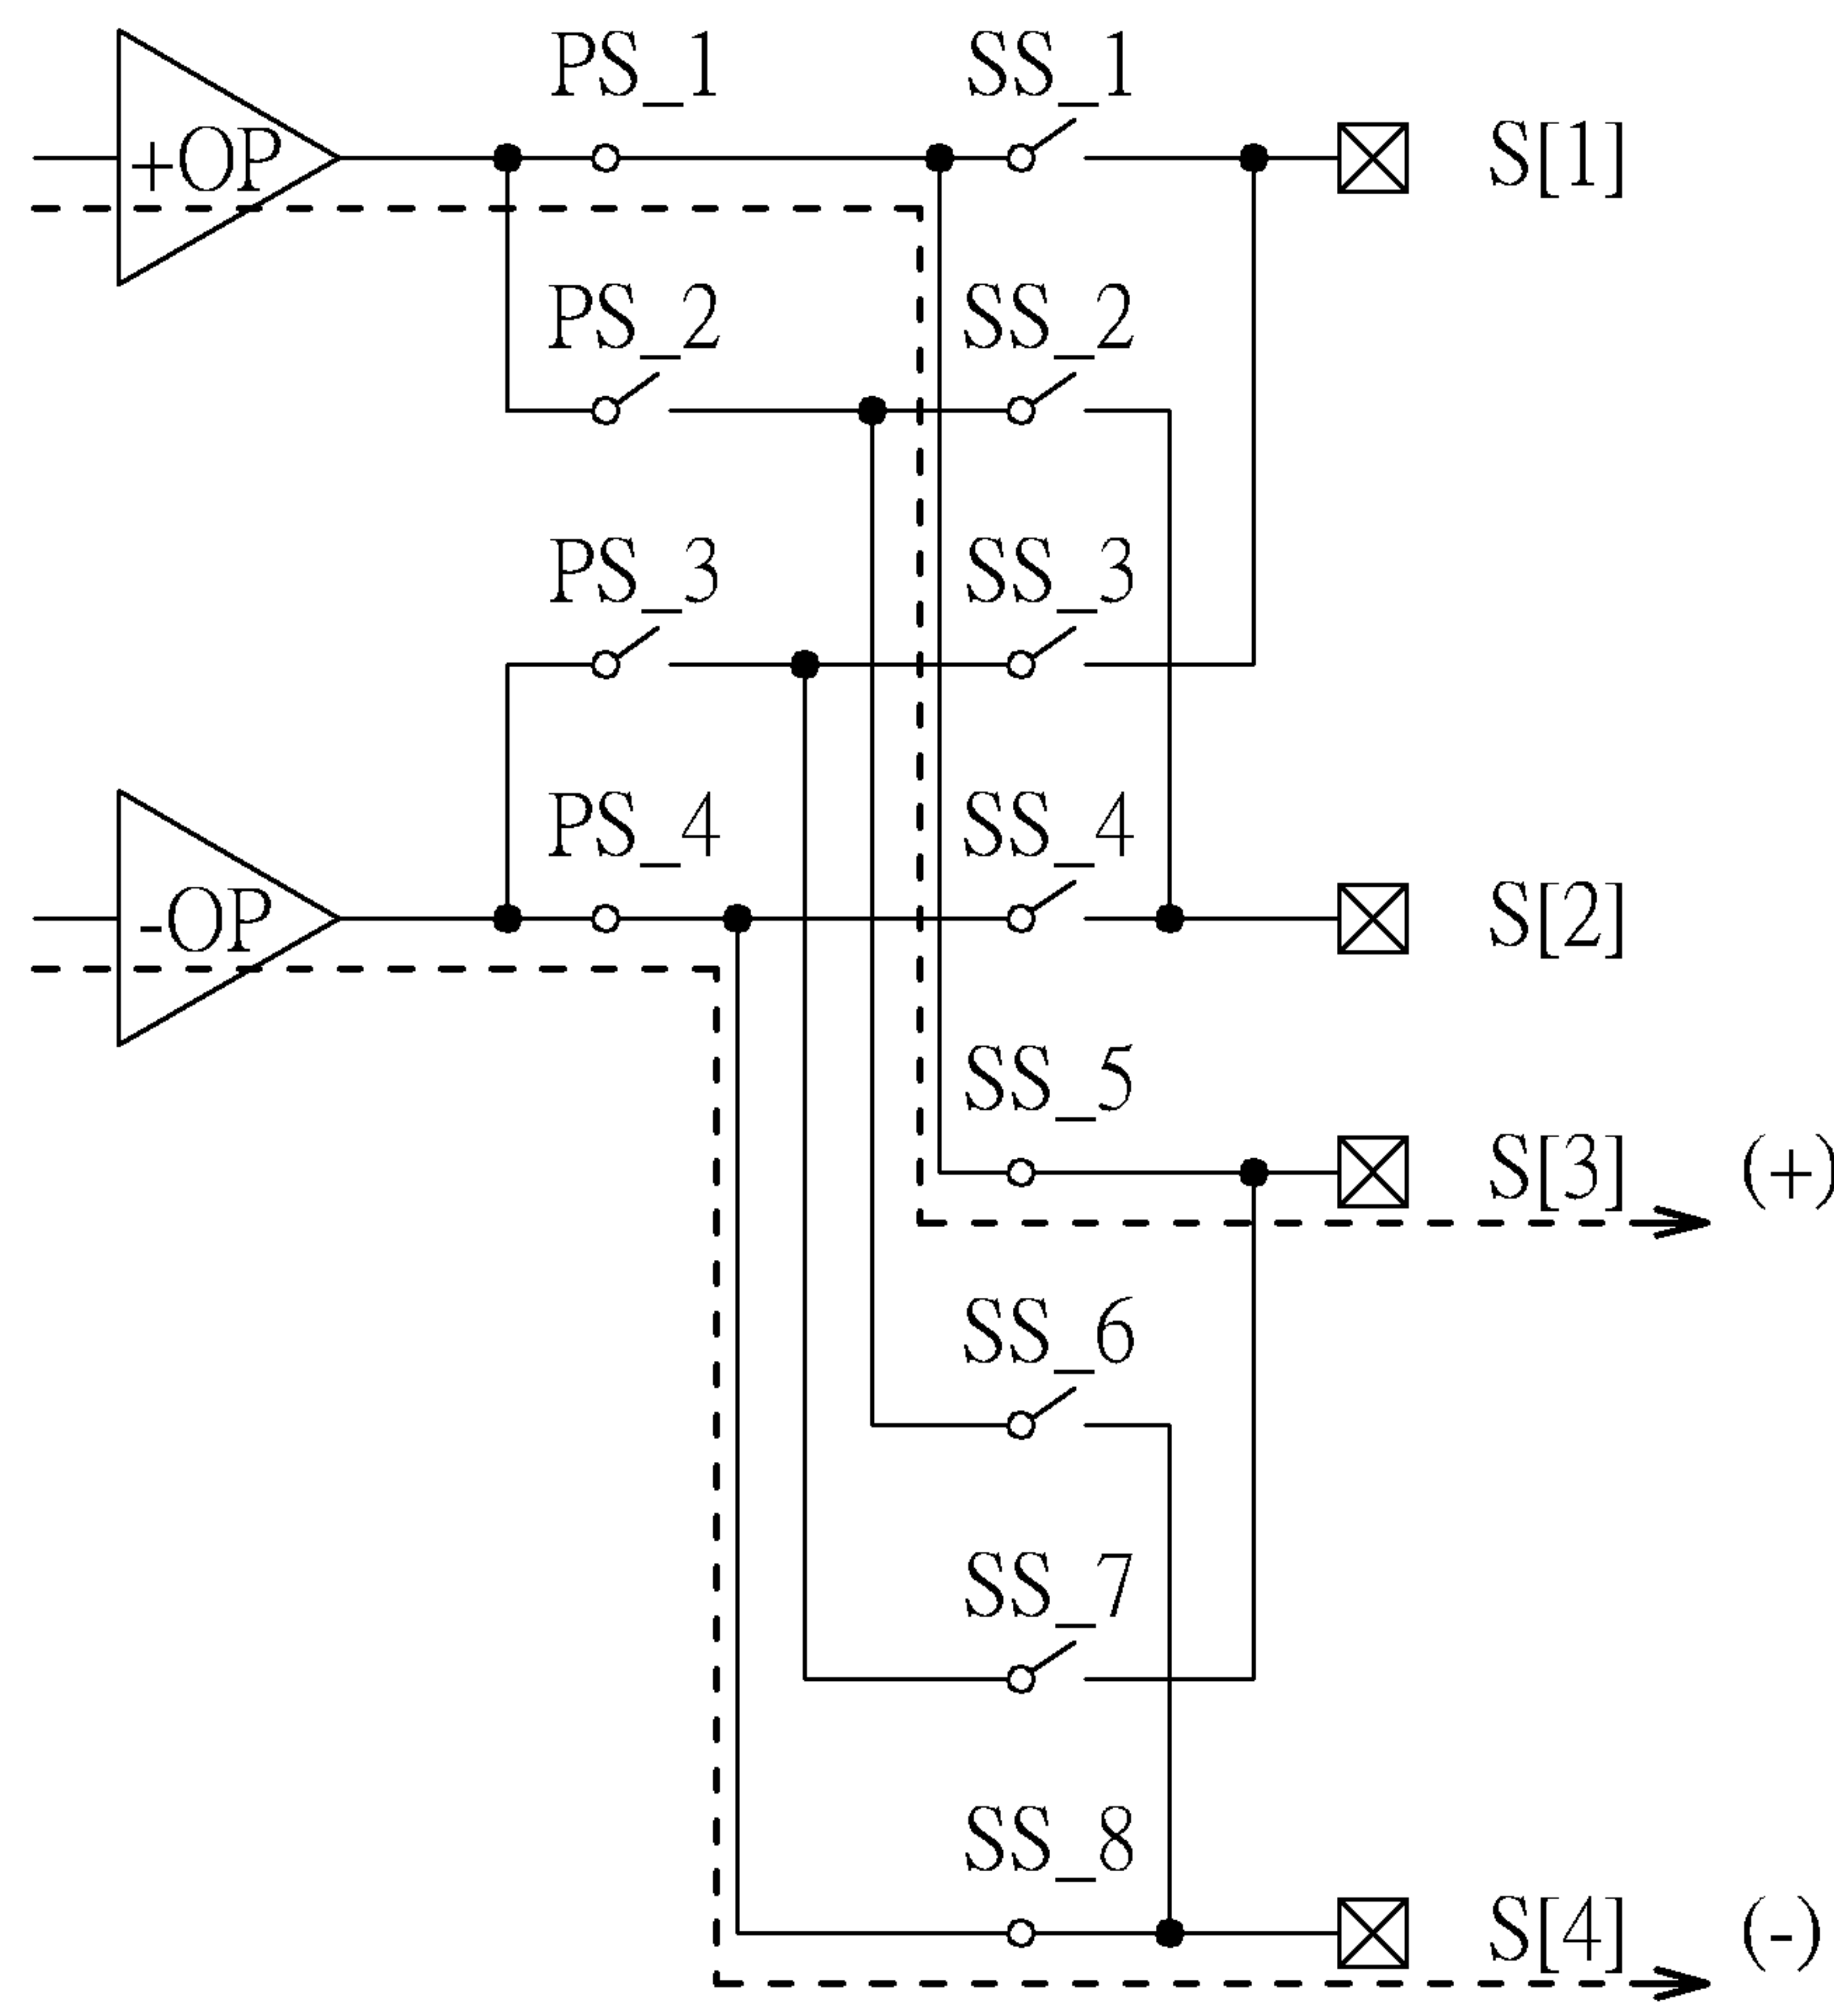 PS_1 SS_1
+OP S[1]
PS_2 SS_2
PS_3 SS_3
PS_4 SS_4
-OP S[2]
SS_5
S[3] (+)
SS_6
SS_7
SS_8
S[4] (-)